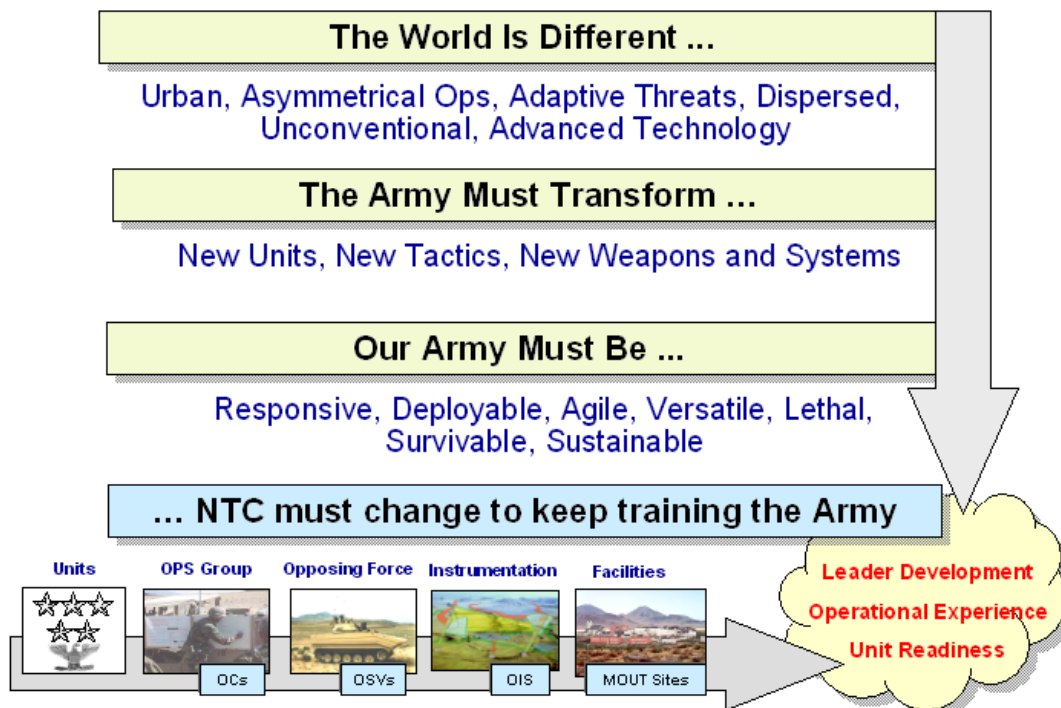 The World Is Different ...
Urban, Asymmetrical Ops, Adaptive Threats, Dispersed,
Unconventional, Advanced Technology
The Army Must Transform ...
New Units, New Tactics, New Weapons and Systems
Our Army Must Be ...
Responsive, Deployable, Agile, Versatile, Lethal,
Survivable, Sustainable
... NTC must change to keep training the Army
Units
OPS Group
Opposing Force
Instrumentation
Facilities
OCs
OSVs
OIS
MOUT Sites
Leader Development
Operational Experience
Unit Readiness